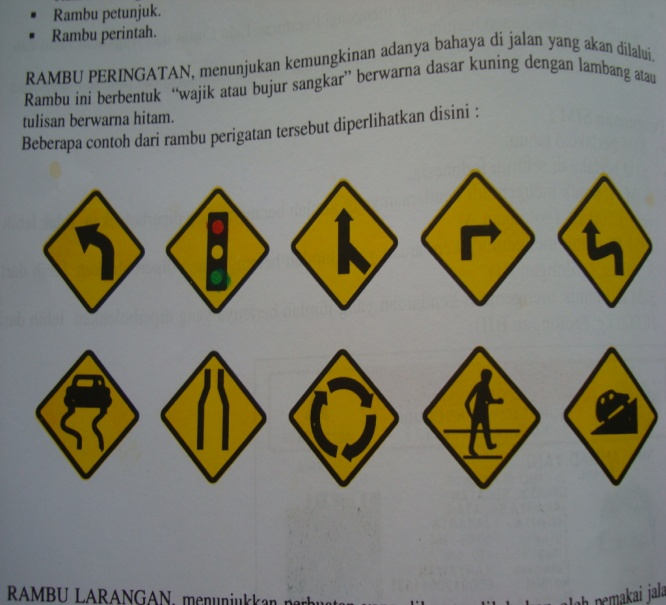 ▪ Rambu petunjuk.
▪ Rambu perintah.
RAMBU PERINGATAN, menunjukan kemungkinan adanya bahaya di jalan yang akan dilalui.
Rambu ini berbentuk “wajik atau bujur sangkar” berwarna dasar kuning dengan lambang atau
tulisan berwarna hitam.
Beberapa contoh dari rambu perigatan tersebut diperlihatkan disini :
RAMBU LARANGAN, menunjukkan perbuatan oleh pemakai jala